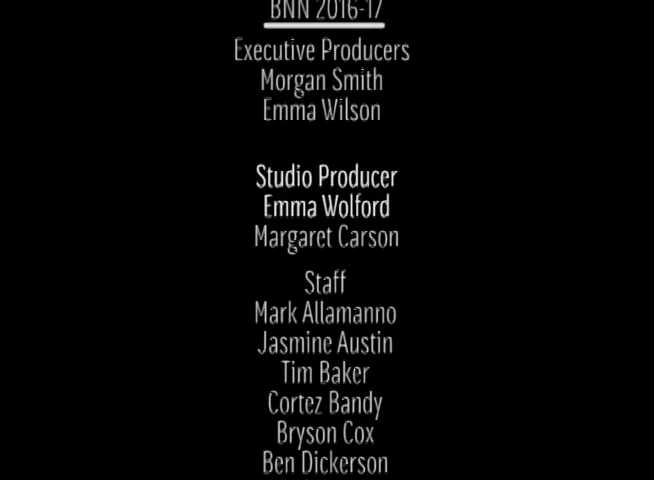 BNN 2016-17
Executive Producers
Morgan Smith
Emma Wilson
Studio Producer
Emma Wolford
Margaret Carson
Staff
Mark Allamanno
Jasmine Austin
Tim Baker
Cortez Bandy
Bryson Cox
Ben Dickerson